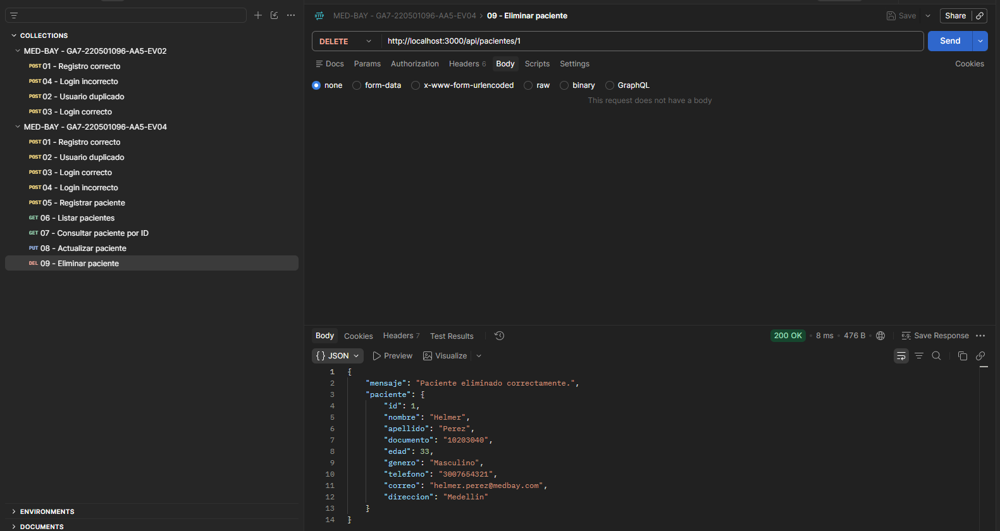 COLLECTIONS
MED-BAY - GA7-220501096-AA5-EV02
POST 01 - Registro correcto
POST 04 - Login incorrecto
POST 02 - Usuario duplicado
POST 03 - Login correcto
MED-BAY - GA7-220501096-AA5-EV04
POST 01 - Registro correcto
POST 02 - Usuario duplicado
POST 03 - Login correcto
POST 04 - Login incorrecto
POST 05 - Registrar paciente
GET 06 - Listar pacientes
GET 07 - Consultar paciente por ID
PUT 08 - Actualizar paciente
DEL 09 - Eliminar paciente
ENVIRONMENTS
DOCUMENTS
HTTP MED-BAY - GA7-220501096-AA5-EV04 > 09 - Eliminar paciente Save Share
DELETE http://localhost:3000/api/pacientes/1 Send
Docs Params Authorization Headers 6 Body Scripts Settings Cookies
none form-data x-www-form-urlencoded raw binary GraphQL
This request does not have a body
Body Cookies Headers 7 Test Results 200 OK • 8 ms • 476 B • e.g. Save Response
{} JSON Preview Visualize
1 {
2 "mensaje": "Paciente eliminado correctamente.",
3 "paciente": {
4 "id": 1,
5 "nombre": "Helmer",
6 "apellido": "Perez",
7 "documento": "10203040",
8 "edad": 33,
9 "genero": "Masculino",
10 "telefono": "3007654321",
11 "correo": "helmer.perez@medbay.com",
12 "direccion": "Medellin"
13 }
14 }